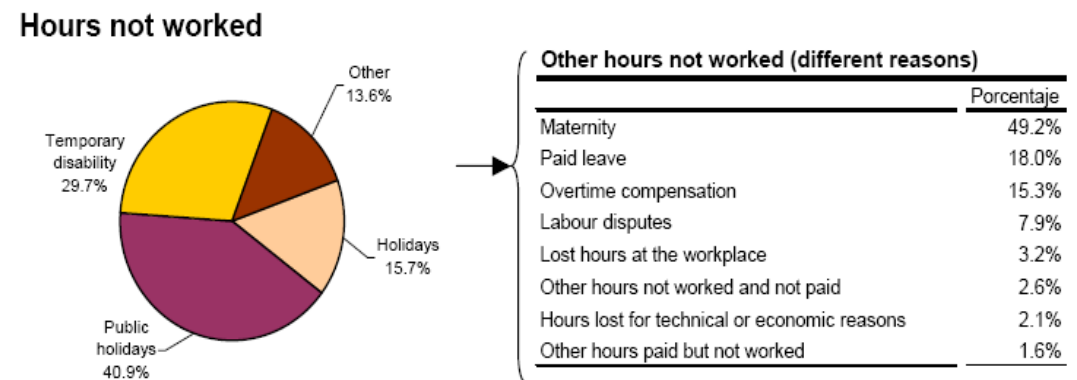 Hours not worked
Other
13.6%
Temporary
disability
29.7%
Holidays
15.7%
Public
holidays
40.9%
Other hours not worked (different reasons)
Porcentaje
Maternity 49.2%
Paid leave 18.0%
Overtime compensation 15.3%
Labour disputes 7.9%
Lost hours at the workplace 3.2%
Other hours not worked and not paid 2.6%
Hours lost for technical or economic reasons 2.1%
Other hours paid but not worked 1.6%